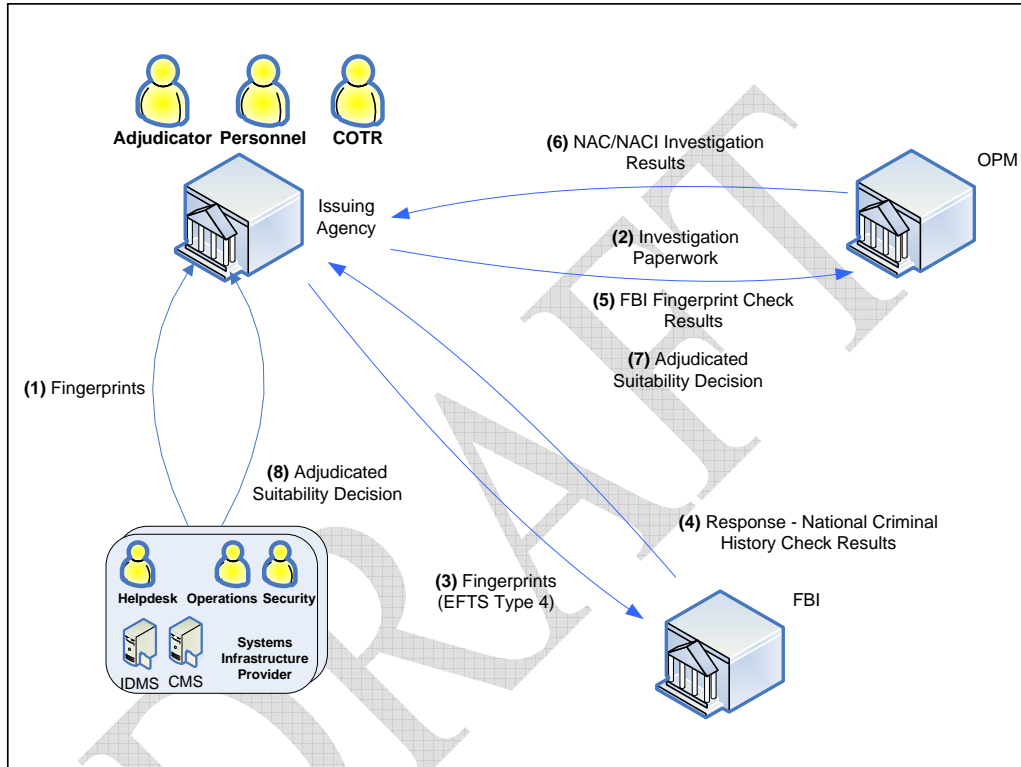 Adjudicator Personnel COTR
(6) NAC/NACI Investigation
Results
OPM
Issuing
Agency
(2) Investigation
Paperwork
(5) FBI Fingerprint Check
Results
(7) Adjudicated
Suitability Decision
(1) Fingerprints
(8) Adjudicated
Suitability Decision
(4) Response - National Criminal
History Check Results
(3) Fingerprints
(EFTS Type 4)
FBI
Helpdesk Operations Security
Systems
Infrastructure
Provider
IDMS CMS
DRAFT